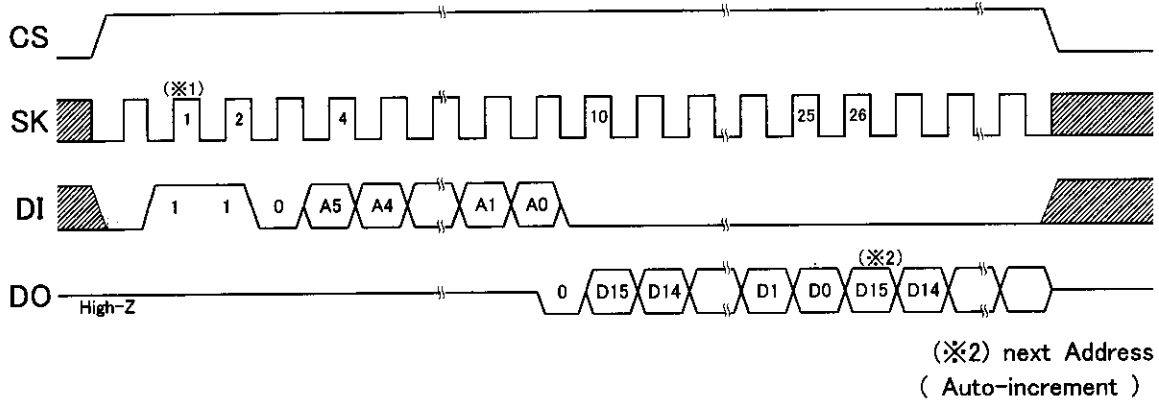 CS
(※1)
SK 1 2 4 10 25 26
DI 1 1 0 A5 A4 A1 A0
(※2)
DO 0 D15 D14 D1 D0 D15 D14
High-Z
(※2) next Address
( Auto-increment )